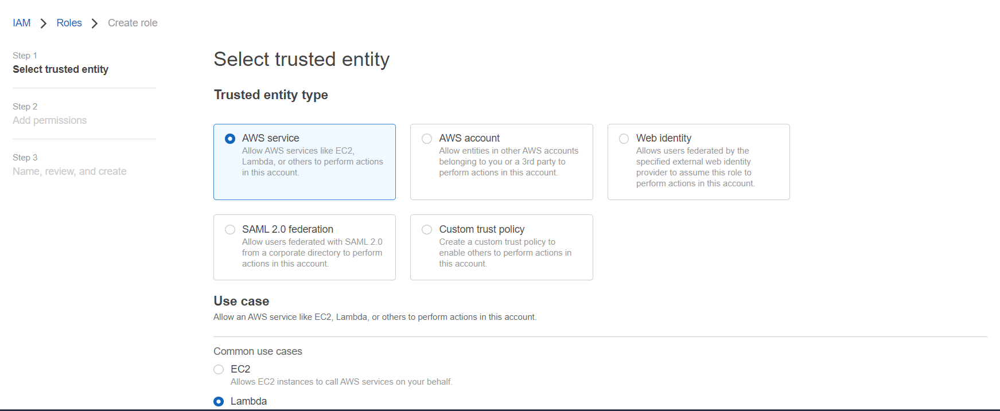 IAM > Roles > Create role
Step 1
Select trusted entity
Step 2
Add permissions
Step 3
Name, review, and create
Select trusted entity
Trusted entity type
AWS service
Allow AWS services like EC2,
Lambda, or others to perform actions
in this account.
AWS account
Allow entities in other AWS accounts
belonging to you or a 3rd party to
perform actions in this account.
Web identity
Allows users federated by the
specified external web identity
provider to assume this role to
perform actions in this account.
SAML 2.0 federation
Allow users federated with SAML 2.0
from a corporate directory to perform
actions in this account.
Custom trust policy
Create a custom trust policy to
enable others to perform actions in
this account.
Use case
Allow an AWS service like EC2, Lambda, or others to perform actions in this account.
Common use cases
EC2
Allows EC2 instances to call AWS services on your behalf.
Lambda